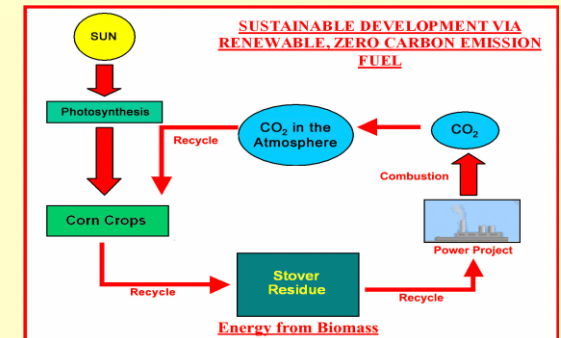 SUSTAINABLE DEVELOPMENT VIA
RENEWABLE, ZERO CARBON EMISSION
FUEL
SUN
Photosynthesis
CO₂ in the
Atmosphere
CO₂
Recycle
Combustion
Corn Crops
Power Project
Stover
Residue
Recycle
Recycle
Energy from Biomass